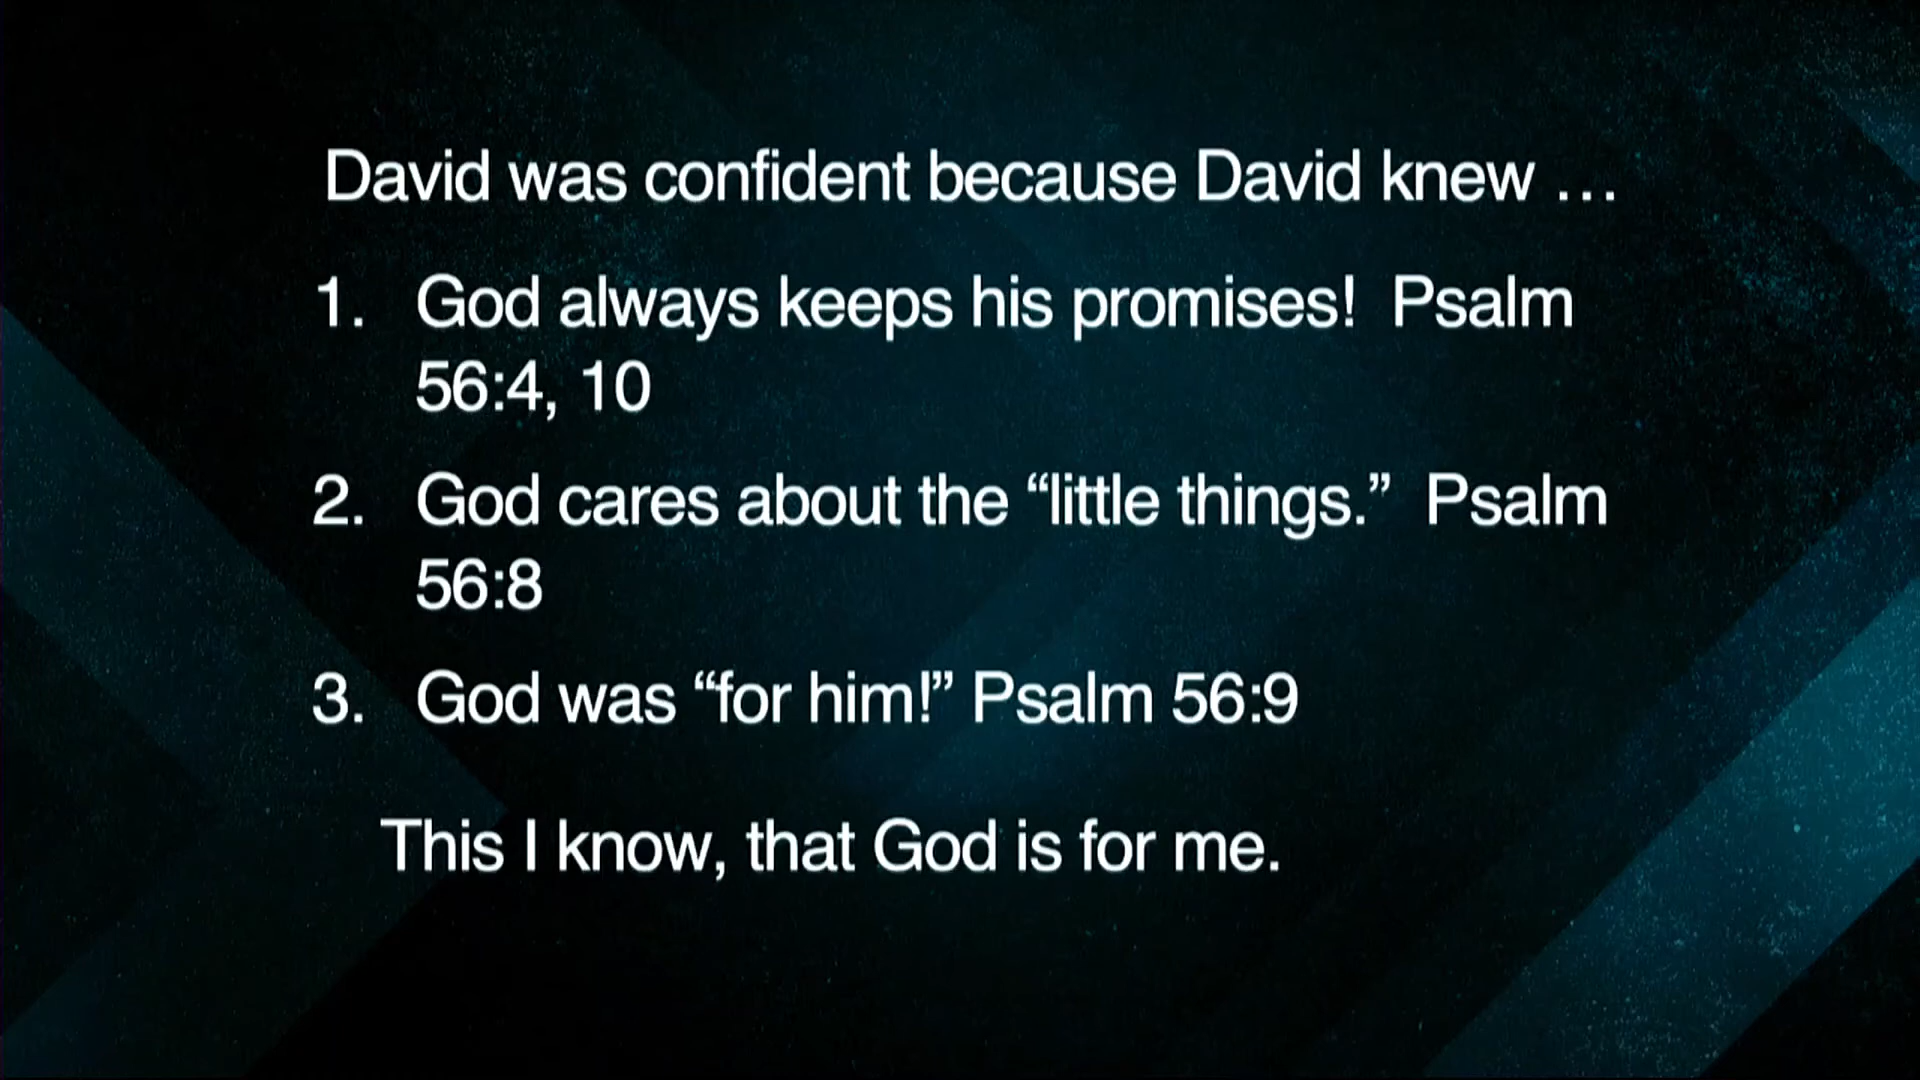 David was confident because David knew …
1. God always keeps his promises!  Psalm
56:4, 10
2. God cares about the “little things.”  Psalm
56:8
3. God was “for him!” Psalm 56:9
This I know, that God is for me.